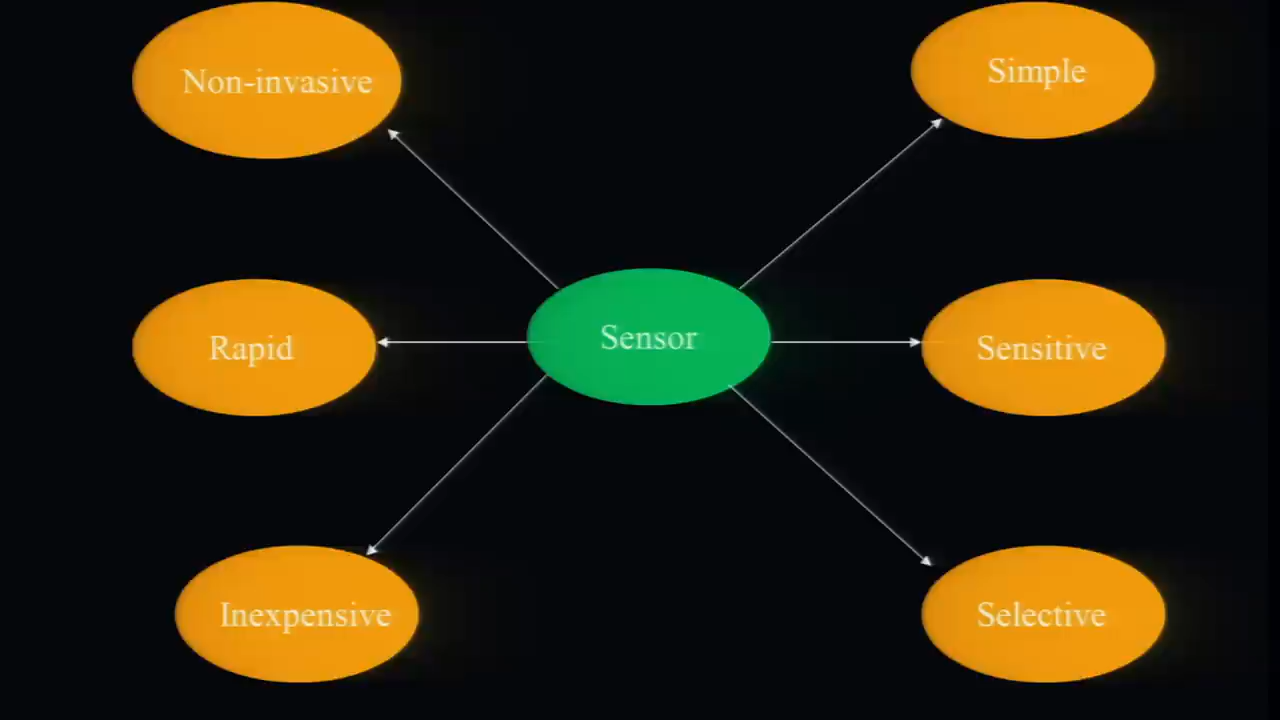 Non-invasive
Simple
Sensor
Rapid
Sensitive
Inexpensive
Selective